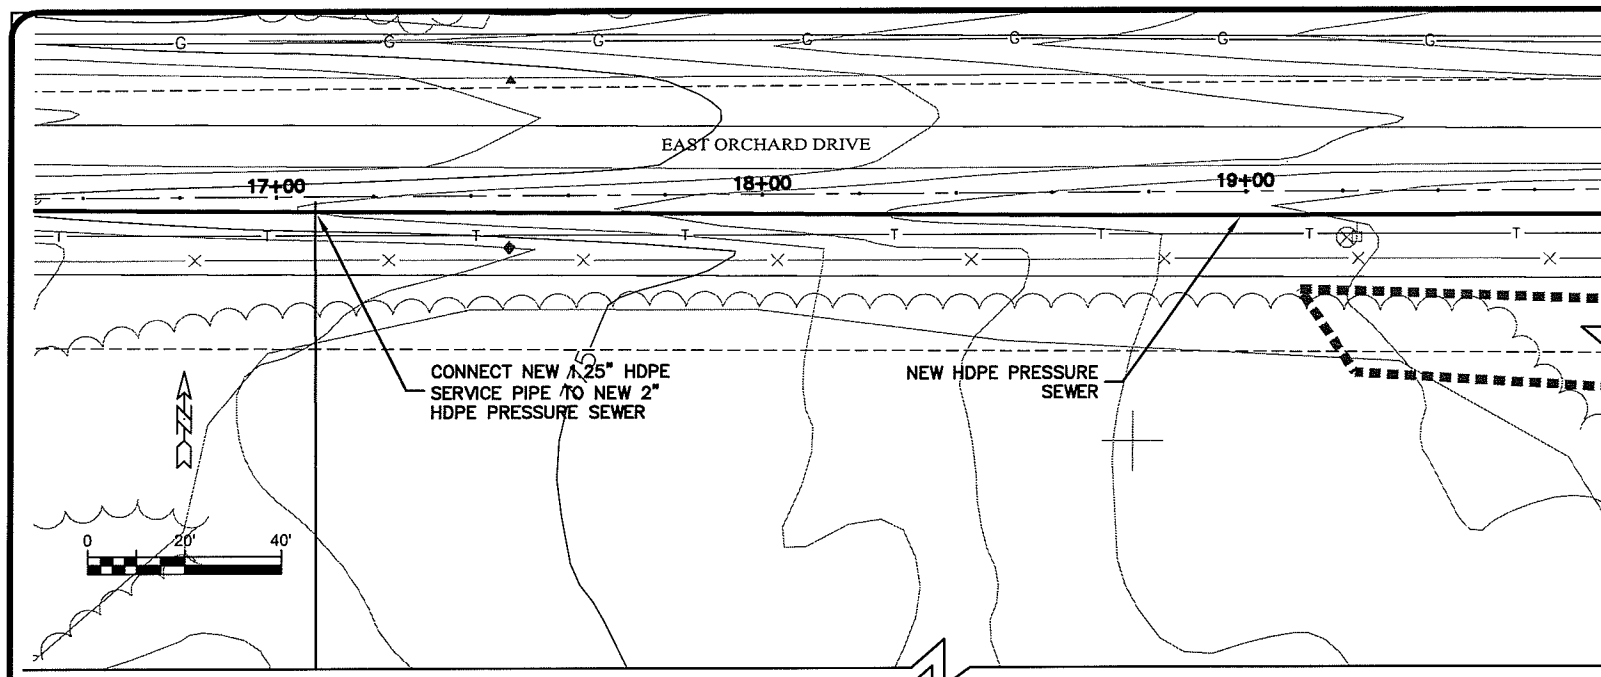 G G G G G G G
EAST ORCHARD DRIVE
17+00 18+00 19+00
T T T T T T T T
X X X X X X X X
CONNECT NEW 1.25" HDPE
SERVICE PIPE TO NEW 2"
HDPE PRESSURE SEWER
NEW HDPE PRESSURE
SEWER
N
0 20' 40'